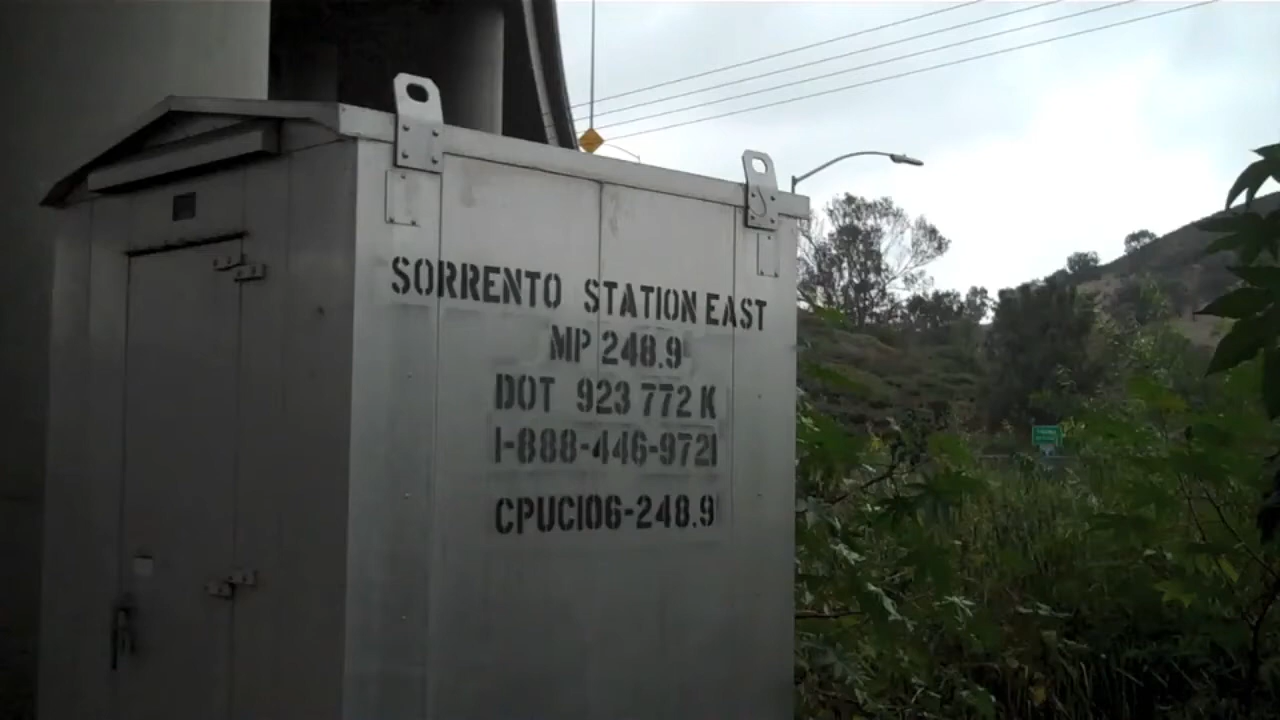 SORRENTO STATION EAST
MP 248.9
DOT 923 772 K
1-888-446-9721
CPUC106-248.9